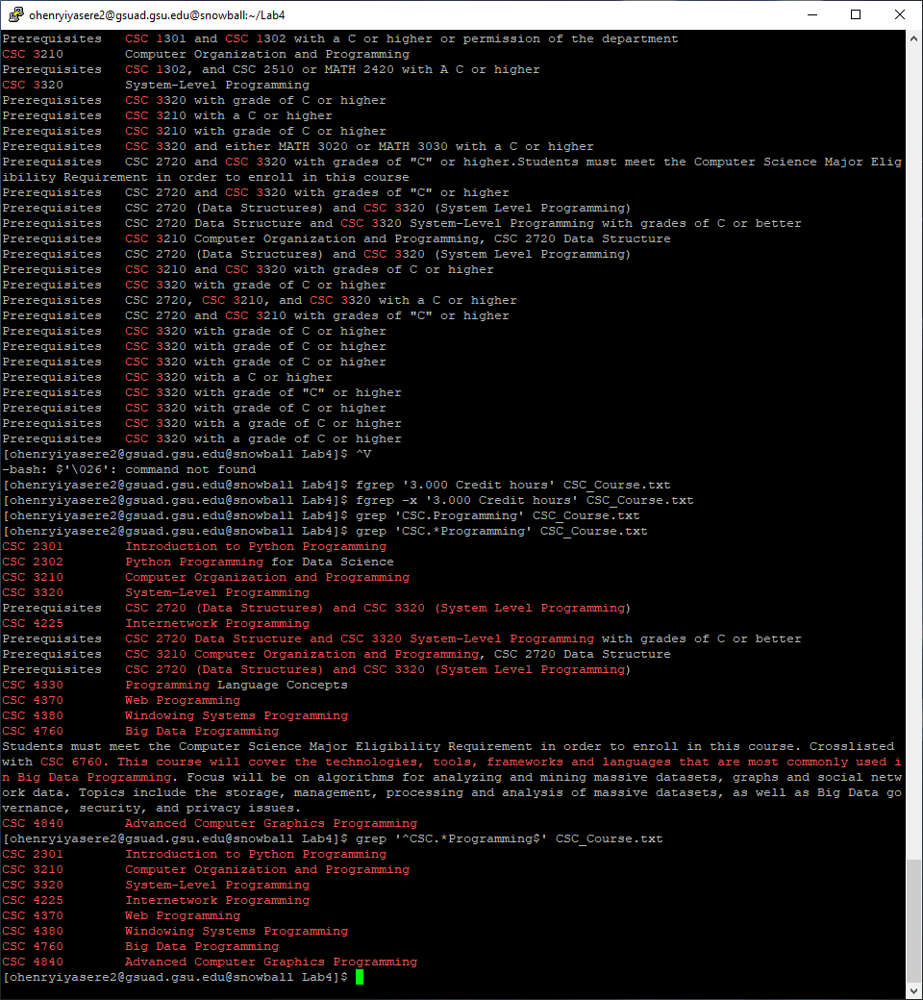 ohenryiyasere2@gsuad.gsu.edu@snowball:~/Lab4
Prerequisites   CSC 1301 and CSC 1302 with a C or higher or permission of the department
CSC 3210        Computer Organization and Programming
Prerequisites   CSC 1302, and CSC 2510 or MATH 2420 with A C or higher
CSC 3320        System-Level Programming
Prerequisites   CSC 3320 with grade of C or higher
Prerequisites   CSC 3210 with a C or higher
Prerequisites   CSC 3210 with grade of C or higher
Prerequisites   CSC 3320 and either MATH 3020 or MATH 3030 with a C or higher
Prerequisites   CSC 2720 and CSC 3320 with grades of "C" or higher.Students must meet the Computer Science Major Elig
ibility Requirement in order to enroll in this course
Prerequisites   CSC 2720 and CSC 3320 with grades of "C" or higher
Prerequisites   CSC 2720 (Data Structures) and CSC 3320 (System Level Programming)
Prerequisites   CSC 2720 Data Structure and CSC 3320 System-Level Programming with grades of C or better
Prerequisites   CSC 3210 Computer Organization and Programming, CSC 2720 Data Structure
Prerequisites   CSC 2720 (Data Structures) and CSC 3320 (System Level Programming)
Prerequisites   CSC 3210 and CSC 3320 with grades of C or higher
Prerequisites   CSC 3320 with grade of C or higher
Prerequisites   CSC 2720, CSC 3210, and CSC 3320 with a C or higher
Prerequisites   CSC 2720 and CSC 3210 with grades of "C" or higher
Prerequisites   CSC 3320 with grade of C or higher
Prerequisites   CSC 3320 with grade of C or higher
Prerequisites   CSC 3320 with grade of C or higher
Prerequisites   CSC 3320 with a C or higher
Prerequisites   CSC 3320 with grade of "C" or higher
Prerequisites   CSC 3320 with grade of C or higher
Prerequisites   CSC 3320 with a grade of C or higher
Prerequisites   CSC 3320 with a grade of C or higher
[ohenryiyasere2@gsuad.gsu.edu@snowball Lab4]$ ^V
-bash: $'\026': command not found
[ohenryiyasere2@gsuad.gsu.edu@snowball Lab4]$ fgrep '3.000 Credit hours' CSC_Course.txt
[ohenryiyasere2@gsuad.gsu.edu@snowball Lab4]$ fgrep -x '3.000 Credit hours' CSC_Course.txt
[ohenryiyasere2@gsuad.gsu.edu@snowball Lab4]$ grep 'CSC.Programming' CSC_Course.txt
[ohenryiyasere2@gsuad.gsu.edu@snowball Lab4]$ grep 'CSC.*Programming' CSC_Course.txt
CSC 2301        Introduction to Python Programming
CSC 2302        Python Programming for Data Science
CSC 3210        Computer Organization and Programming
CSC 3320        System-Level Programming
Prerequisites   CSC 2720 (Data Structures) and CSC 3320 (System Level Programming)
CSC 4225        Internetwork Programming
Prerequisites   CSC 2720 Data Structure and CSC 3320 System-Level Programming with grades of C or better
Prerequisites   CSC 3210 Computer Organization and Programming, CSC 2720 Data Structure
Prerequisites   CSC 2720 (Data Structures) and CSC 3320 (System Level Programming)
CSC 4330        Programming Language Concepts
CSC 4370        Web Programming
CSC 4380        Windowing Systems Programming
CSC 4760        Big Data Programming
Students must meet the Computer Science Major Eligibility Requirement in order to enroll in this course. Crosslisted
with CSC 6760. This course will cover the technologies, tools, frameworks and languages that are most commonly used i
n Big Data Programming. Focus will be on algorithms for analyzing and mining massive datasets, graphs and social netw
ork data. Topics include the storage, management, processing and analysis of massive datasets, as well as Big Data go
vernance, security, and privacy issues.
CSC 4840        Advanced Computer Graphics Programming
[ohenryiyasere2@gsuad.gsu.edu@snowball Lab4]$ grep '^CSC.*Programming$' CSC_Course.txt
CSC 2301        Introduction to Python Programming
CSC 3210        Computer Organization and Programming
CSC 3320        System-Level Programming
CSC 4225        Internetwork Programming
CSC 4370        Web Programming
CSC 4380        Windowing Systems Programming
CSC 4760        Big Data Programming
CSC 4840        Advanced Computer Graphics Programming
[ohenryiyasere2@gsuad.gsu.edu@snowball Lab4]$